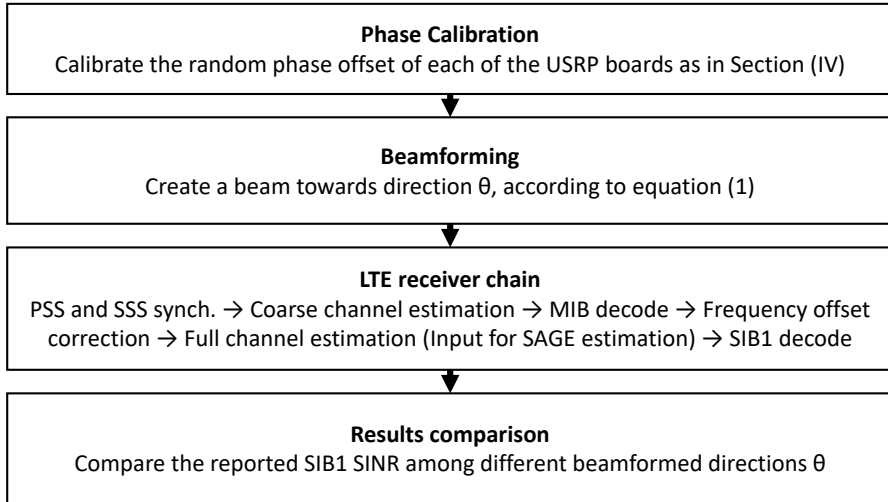 Phase Calibration
Calibrate the random phase offset of each of the USRP boards as in Section (IV)
Beamforming
Create a beam towards direction θ, according to equation (1)
LTE receiver chain
PSS and SSS synch. → Coarse channel estimation → MIB decode → Frequency offset
correction → Full channel estimation (Input for SAGE estimation) → SIB1 decode
Results comparison
Compare the reported SIB1 SINR among different beamformed directions θ